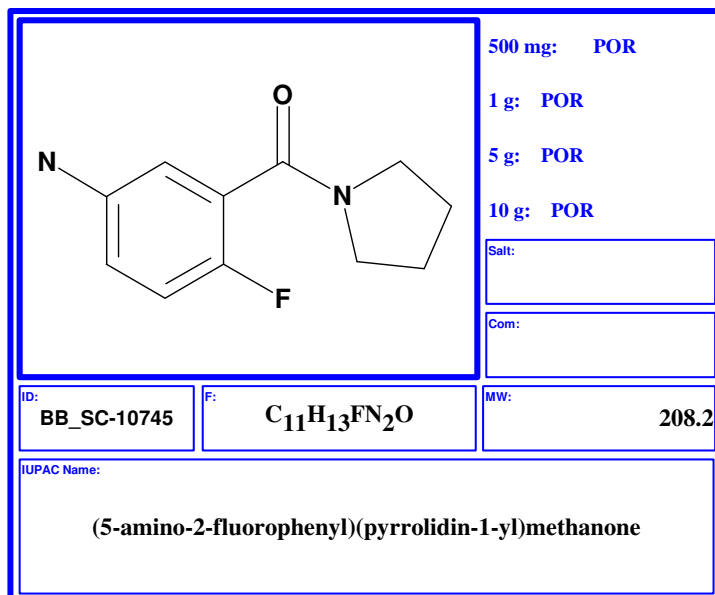 500 mg: POR
1 g: POR
5 g: POR
10 g: POR
O
N
N
F
Salt:
Com:
ID:
BB_SC-10745
F:
C11H13FN2O
MW:
208.2
IUPAC Name:
(5-amino-2-fluorophenyl)(pyrrolidin-1-yl)methanone